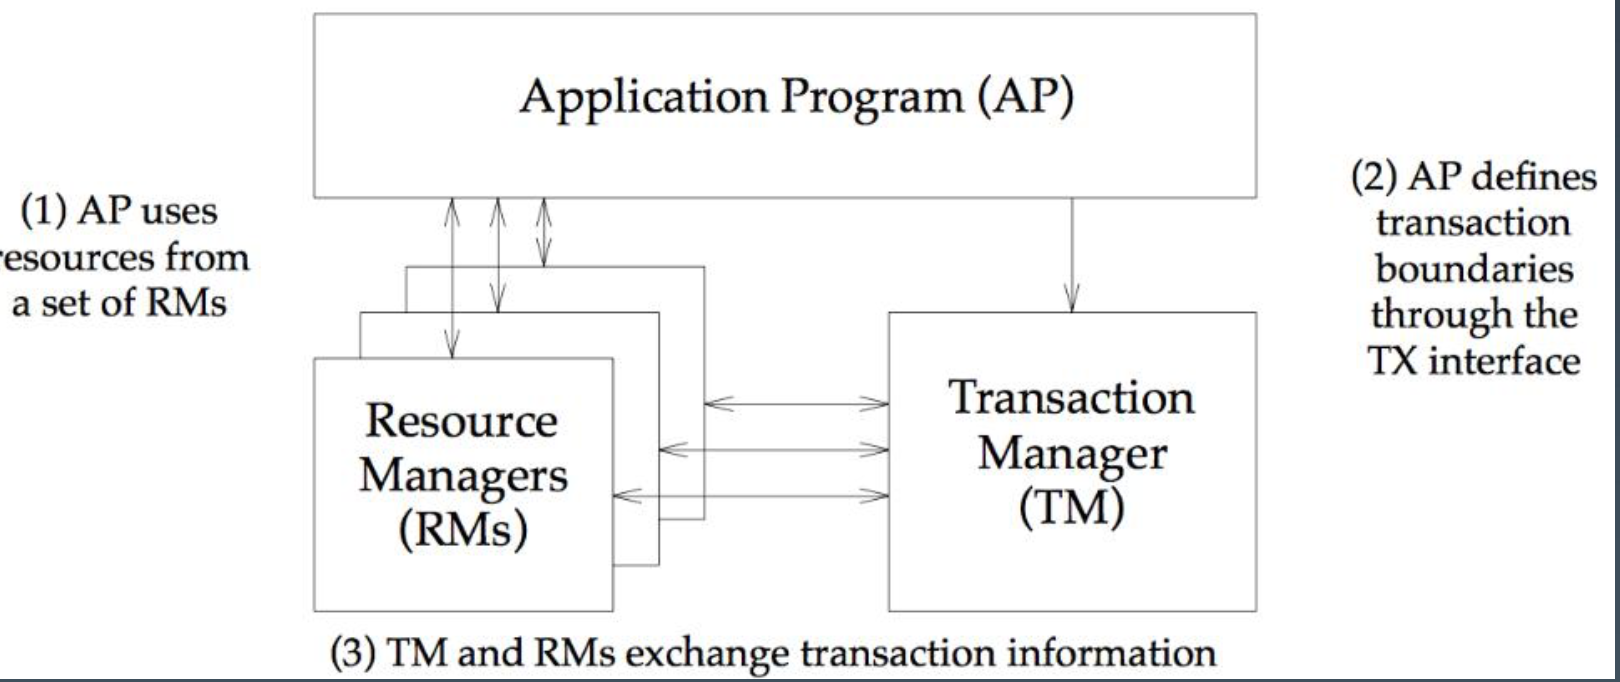 Application Program (AP)
(1) AP uses
resources from
a set of RMs
(2) AP defines
transaction
boundaries
through the
TX interface
Resource
Managers
(RMs)
Transaction
Manager
(TM)
(3) TM and RMs exchange transaction information